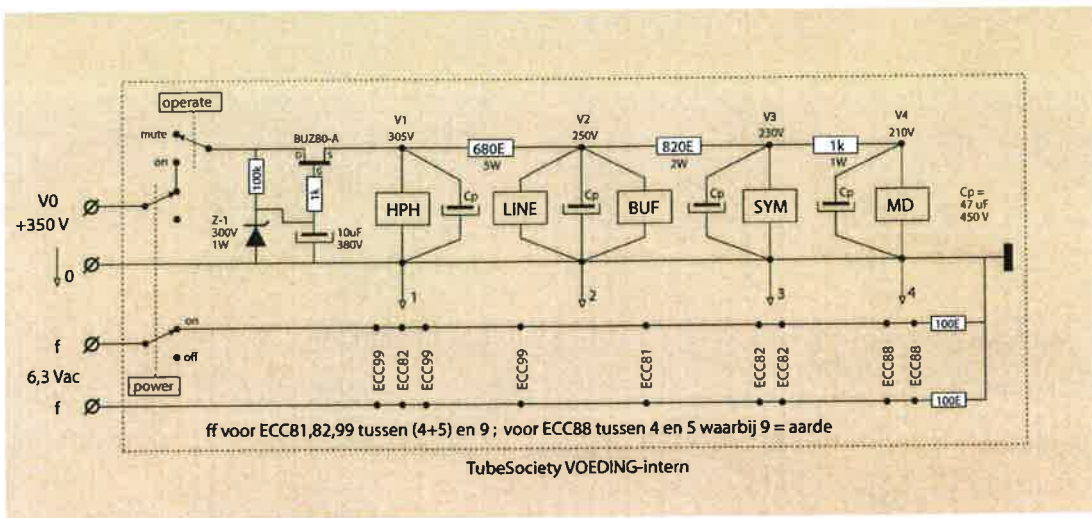 operate
mute
on
BUZ80-A
D
S
G
100k
1k
V0
+350 V
0
Z-1
300V
1W
10uF
380V
V1
305V
680E
5W
V2
250V
820E
2W
V3
230V
1k
1W
V4
210V
HPH
Cp
LINE
Cp
BUF
Cp
SYM
Cp
MD
Cp =
47 uF
450 V
1
2
3
4
f
6,3 Vac
f
on
off
power
ECC99
ECC82
ECC99
ECC99
ECC81
ECC82
ECC82
ECC88
ECC88
100E
100E
ff voor ECC81,82,99 tussen (4+5) en 9 ; voor ECC88 tussen 4 en 5 waarbij 9 = aarde
TubeSociety VOEDING-intern